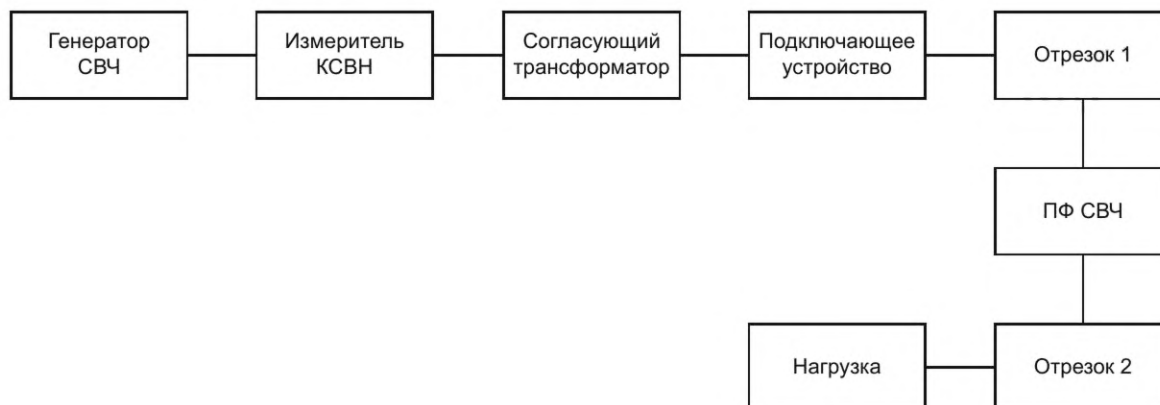 Генератор
СВЧ
Измеритель
КСВН
Согласующий
трансформатор
Подключающее
устройство
Отрезок 1
ПФ СВЧ
Нагрузка
Отрезок 2